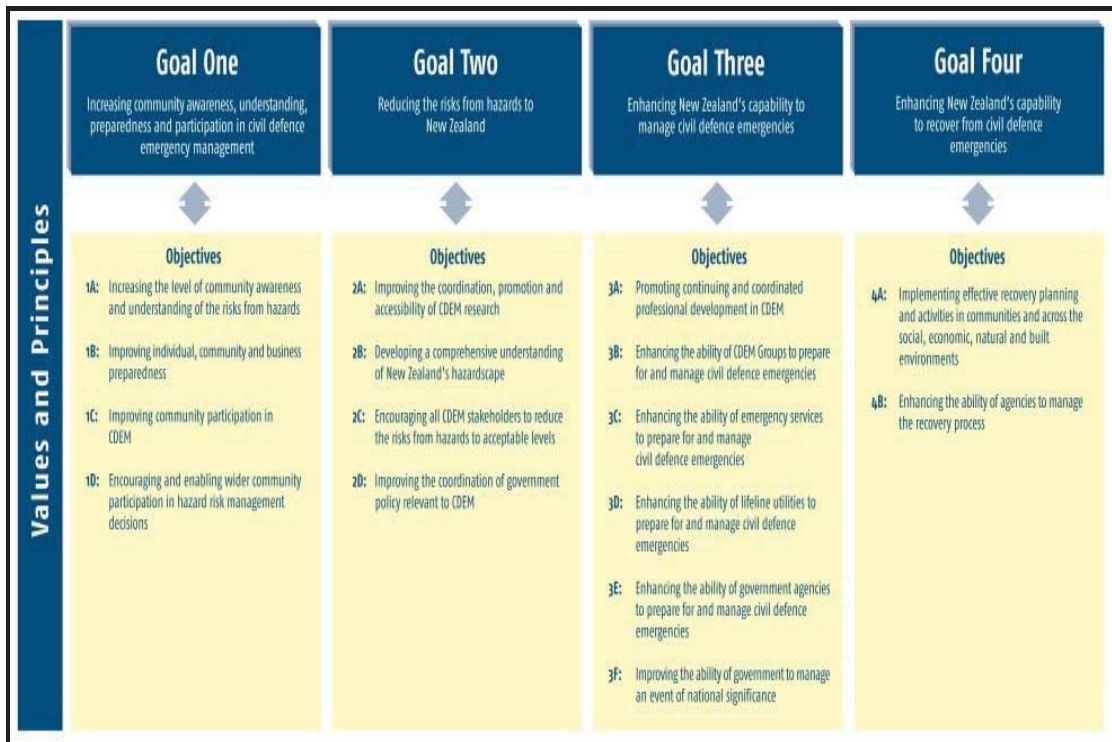 Values and Principles
Goal One
Increasing community awareness, understanding,
preparedness and participation in civil defence
emergency management
Objectives
1A: Increasing the level of community awareness
and understanding of the risks from hazards
1B: Improving individual, community and business
preparedness
1C: Improving community participation in
CDEM
1D: Encouraging and enabling wider community
participation in hazard risk management
decisions
Goal Two
Reducing the risks from hazards to
New Zealand
Objectives
2A: Improving the coordination, promotion and
accessibility of CDEM research
2B: Developing a comprehensive understanding
of New Zealand's hazardscape
2C: Encouraging all CDEM stakeholders to reduce
the risks from hazards to acceptable levels
2D: Improving the coordination of government
policy relevant to CDEM
Goal Three
Enhancing New Zealand's capability to
manage civil defence emergencies
Objectives
3A: Promoting continuing and coordinated
professional development in CDEM
3B: Enhancing the ability of CDEM Groups to prepare
for and manage civil defence emergencies
3C: Enhancing the ability of emergency services
to prepare for and manage
civil defence emergencies
3D: Enhancing the ability of lifeline utilities to
prepare for and manage civil defence
emergencies
3E: Enhancing the ability of government agencies
to prepare for and manage civil defence
emergencies
3F: Improving the ability of government to manage
an event of national significance
Goal Four
Enhancing New Zealand's capability
to recover from civil defence
emergencies
Objectives
4A: Implementing effective recovery planning
and activities in communities and across the
social, economic, natural and built
environments
4B: Enhancing the ability of agencies to manage
the recovery process